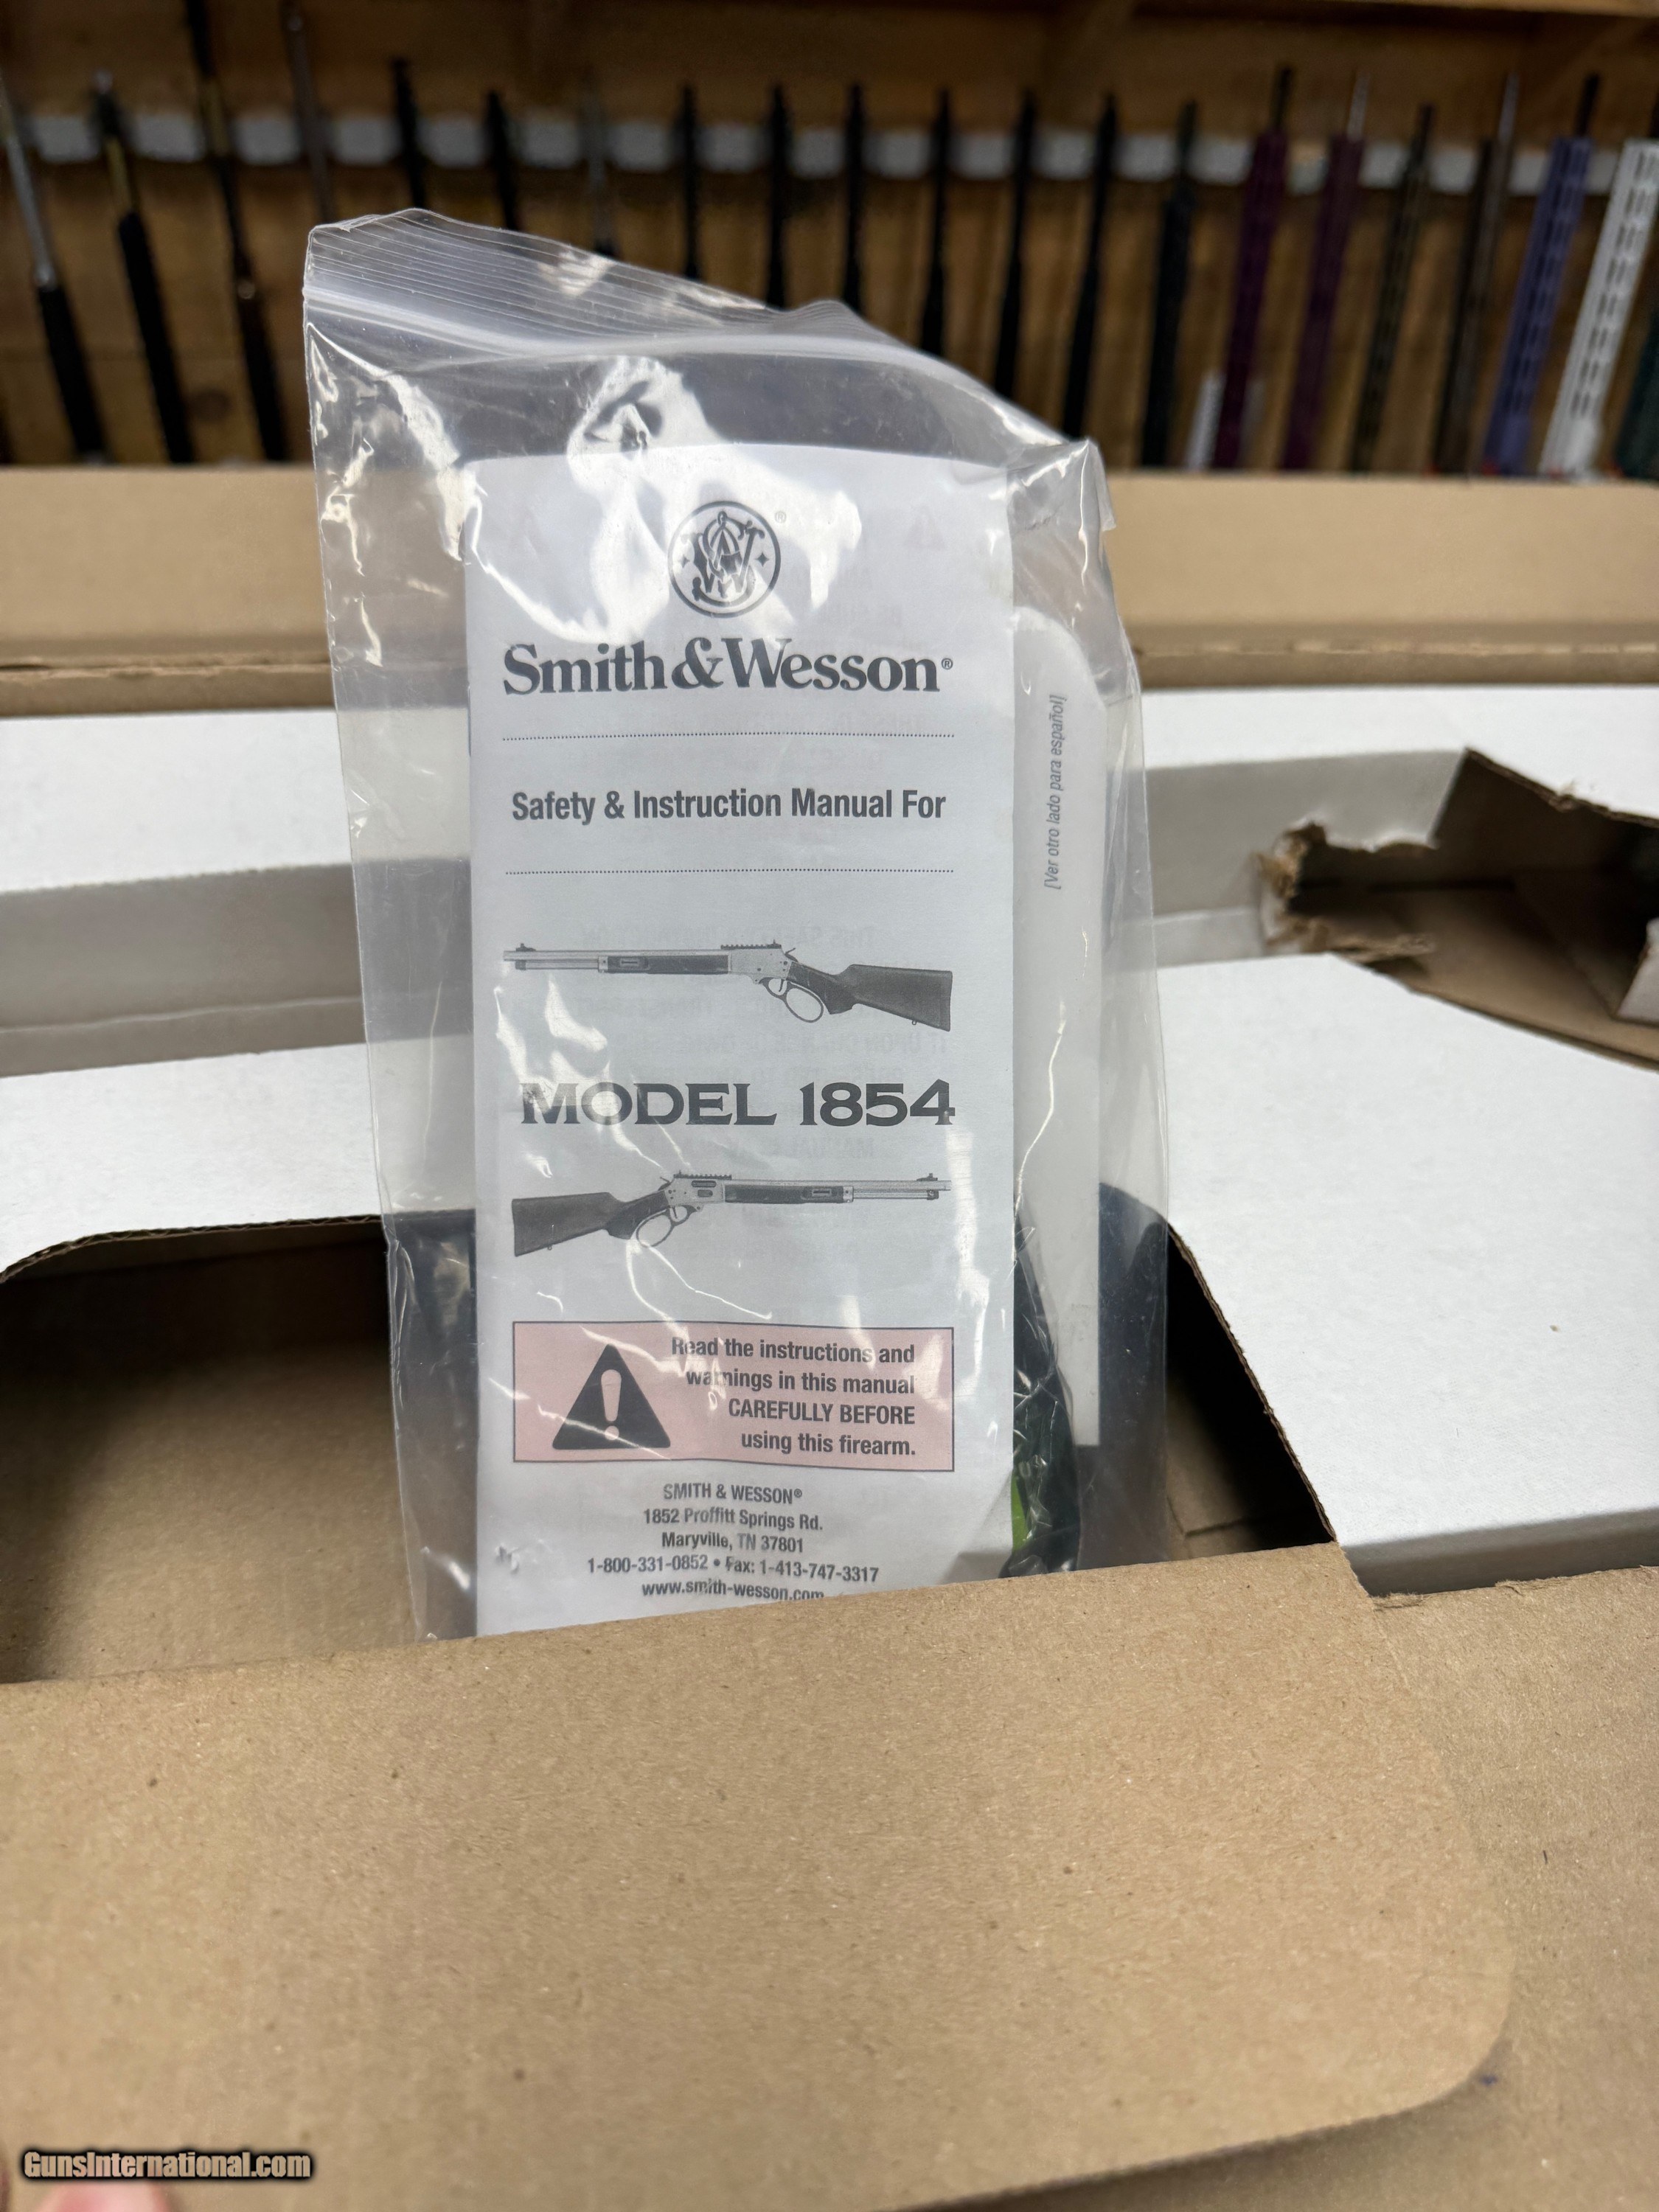 Smith&Wesson®
Safety & Instruction Manual For
[Ver otro lado para español]
MODEL 1854
Read the instructions and
warnings in this manual
CAREFULLY BEFORE
using this firearm.
SMITH & WESSON®
1852 Proffitt Springs Rd.
Maryville, TN 37801
1-800-331-0852 • Fax: 1-413-747-3317
www.smith-wesson.com
GunsInternational.com